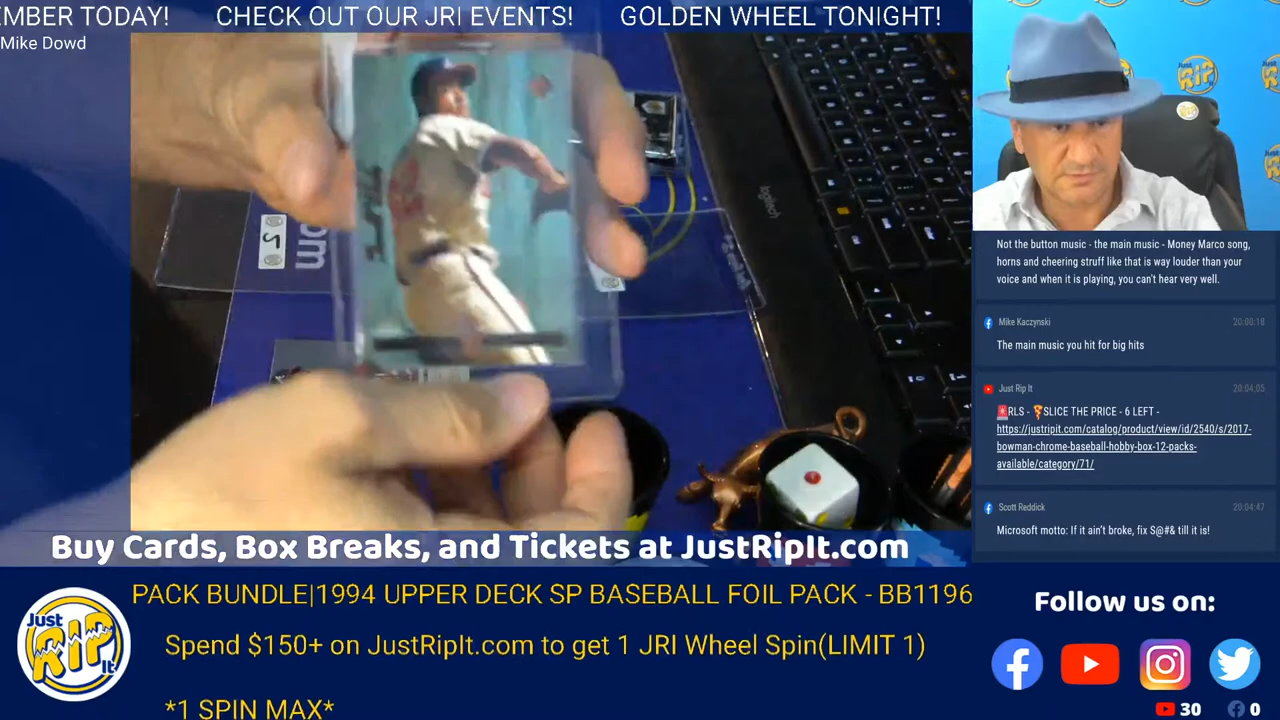 EMBER TODAY! CHECK OUT OUR JRI EVENTS! GOLDEN WHEEL TONIGHT!
Mike Dowd
logitech
Just
RIP
It
Not the button music - the main music - Money Marco song,
horns and cheering struff like that is way louder than your
voice and when it is playing, you can't hear very well.
Mike Kaczynski 20:00:18
The main music you hit for big hits
Just Rip It 20:04:05
RLS - SLICE THE PRICE - 6 LEFT -
https://justripit.com/catalog/product/view/id/2540/s/2017-
bowman-chrome-baseball-hobby-box-12-packs-
available/category/71/
Scott Reddick 20:04:47
Microsoft motto: If it ain't broke, fix S@#& till it is!
Buy Cards, Box Breaks, and Tickets at JustRipIt.com
PACK BUNDLE|1994 UPPER DECK SP BASEBALL FOIL PACK - BB1196
Just
RIP
It
Spend $150+ on JustRipIt.com to get 1 JRI Wheel Spin(LIMIT 1)
*1 SPIN MAX*
Follow us on:
30 0